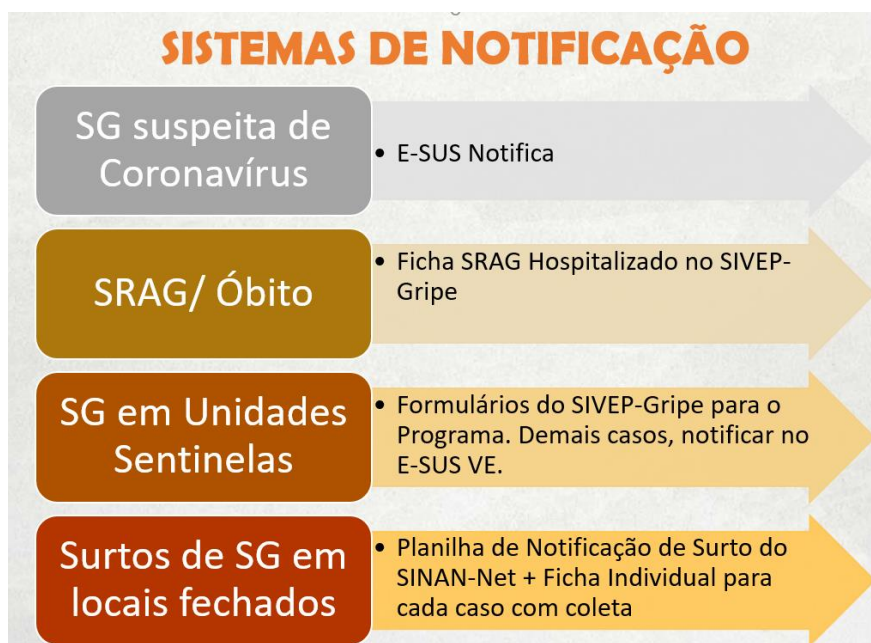 SISTEMAS DE NOTIFICAÇÃO
SG suspeita de
Coronavírus
• E-SUS Notifica
SRAG/ Óbito
• Ficha SRAG Hospitalizado no SIVEP-
Gripe
SG em Unidades
Sentinelas
• Formulários do SIVEP-Gripe para o
Programa. Demais casos, notificar no
E-SUS VE.
Surtos de SG em
locais fechados
• Planilha de Notificação de Surto do
SINAN-Net + Ficha Individual para
cada caso com coleta